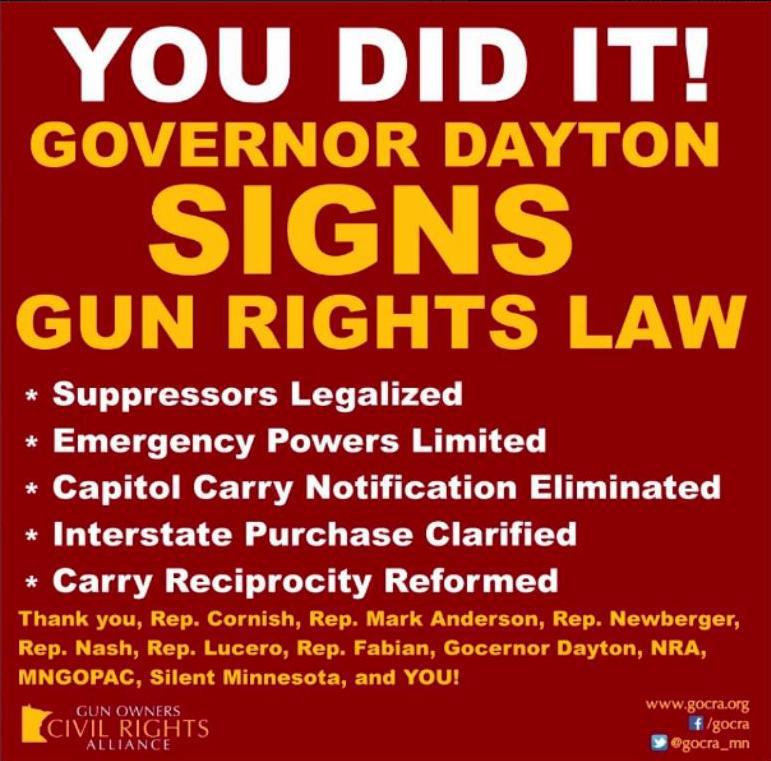 YOU DID IT!
GOVERNOR DAYTON
SIGNS
GUN RIGHTS LAW
* Suppressors Legalized
* Emergency Powers Limited
* Capitol Carry Notification Eliminated
* Interstate Purchase Clarified
* Carry Reciprocity Reformed
Thank you, Rep. Cornish, Rep. Mark Anderson, Rep. Newberger,
Rep. Nash, Rep. Lucero, Rep. Fabian, Gocernor Dayton, NRA,
MNGOPAC, Silent Minnesota, and YOU!
GUN OWNERS
CIVIL RIGHTS
ALLIANCE
www.gocra.org
f /gocra
@gocra_mn